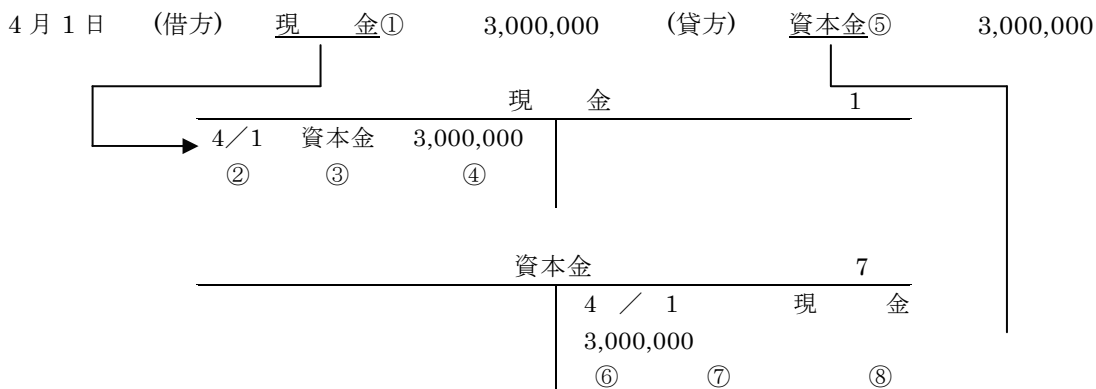 4月1日 (借方) 現 金① 3,000,000 (貸方) 資本金⑤ 3,000,000
現 金 1
4／1 資本金 3,000,000
② ③ ④
資本金 7
4 ／ 1 現 金
3,000,000
⑥ ⑦ ⑧